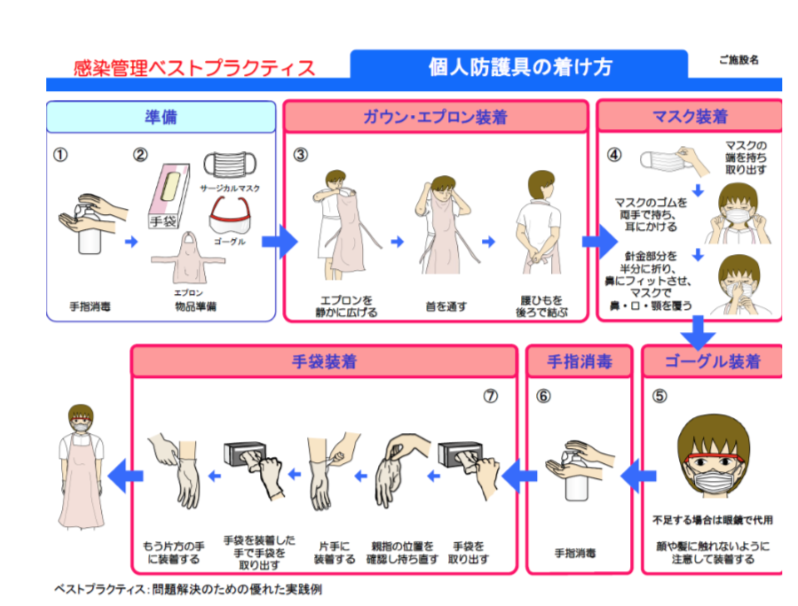 感染管理ベストプラクティス
個人防護具の着け方
ご施設名
準備
①
②
手袋
サージカルマスク
ゴーグル
エプロン
手指消毒
物品準備
ガウン・エプロン装着
③
エプロンを
静かに広げる
首を通す
腰ひもを
後ろで結ぶ
マスク装着
④
マスクの
端を持ち
取り出す
マスクのゴムを
両手で持ち、
耳にかける
針金部分を
半分に折り、
鼻にフィットさせ、
マスクで
鼻・口・顎を覆う
ゴーグル装着
⑤
不足する場合は眼鏡で代用
顔や髪に触れないように
注意して装着する
手指消毒
⑥
手指消毒
手袋装着
⑦
手袋を
取り出す
親指の位置を
確認し持ち直す
片手に
装着する
手袋を装着した
手で手袋を
取り出す
もう片方の手
に装着する
ベストプラクティス：問題解決のための優れた実践例